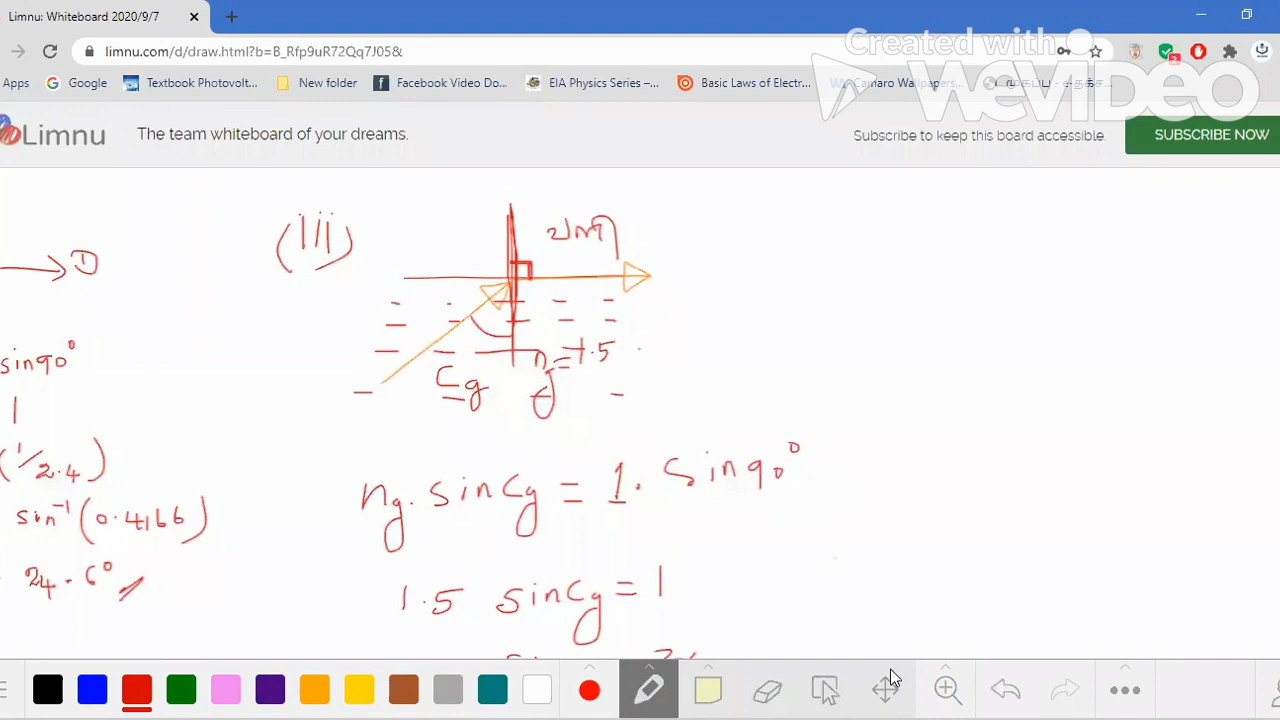 Limnu: Whiteboard 2020/9/7
limnu.com/d/draw.html?b=B_Rfp9uR72Qq7J05&
Created with
WEVIDEO
Apps
Google
Textbook Photopl...
New folder
Facebook Video Do...
EIA Physics Series –...
Basic Laws of Electr...
Camaro Wallpapers...
Limnu
The team whiteboard of your dreams.
Subscribe to keep this board accessible.
SUBSCRIBE NOW
(iii)
→ ①
sin90°
1
(1/2.4)
sin⁻¹(0.4166)
24.6°
n = 1.5
g
Cg
ng. sinCg = 1. sin90°
1.5 sinCg = 1